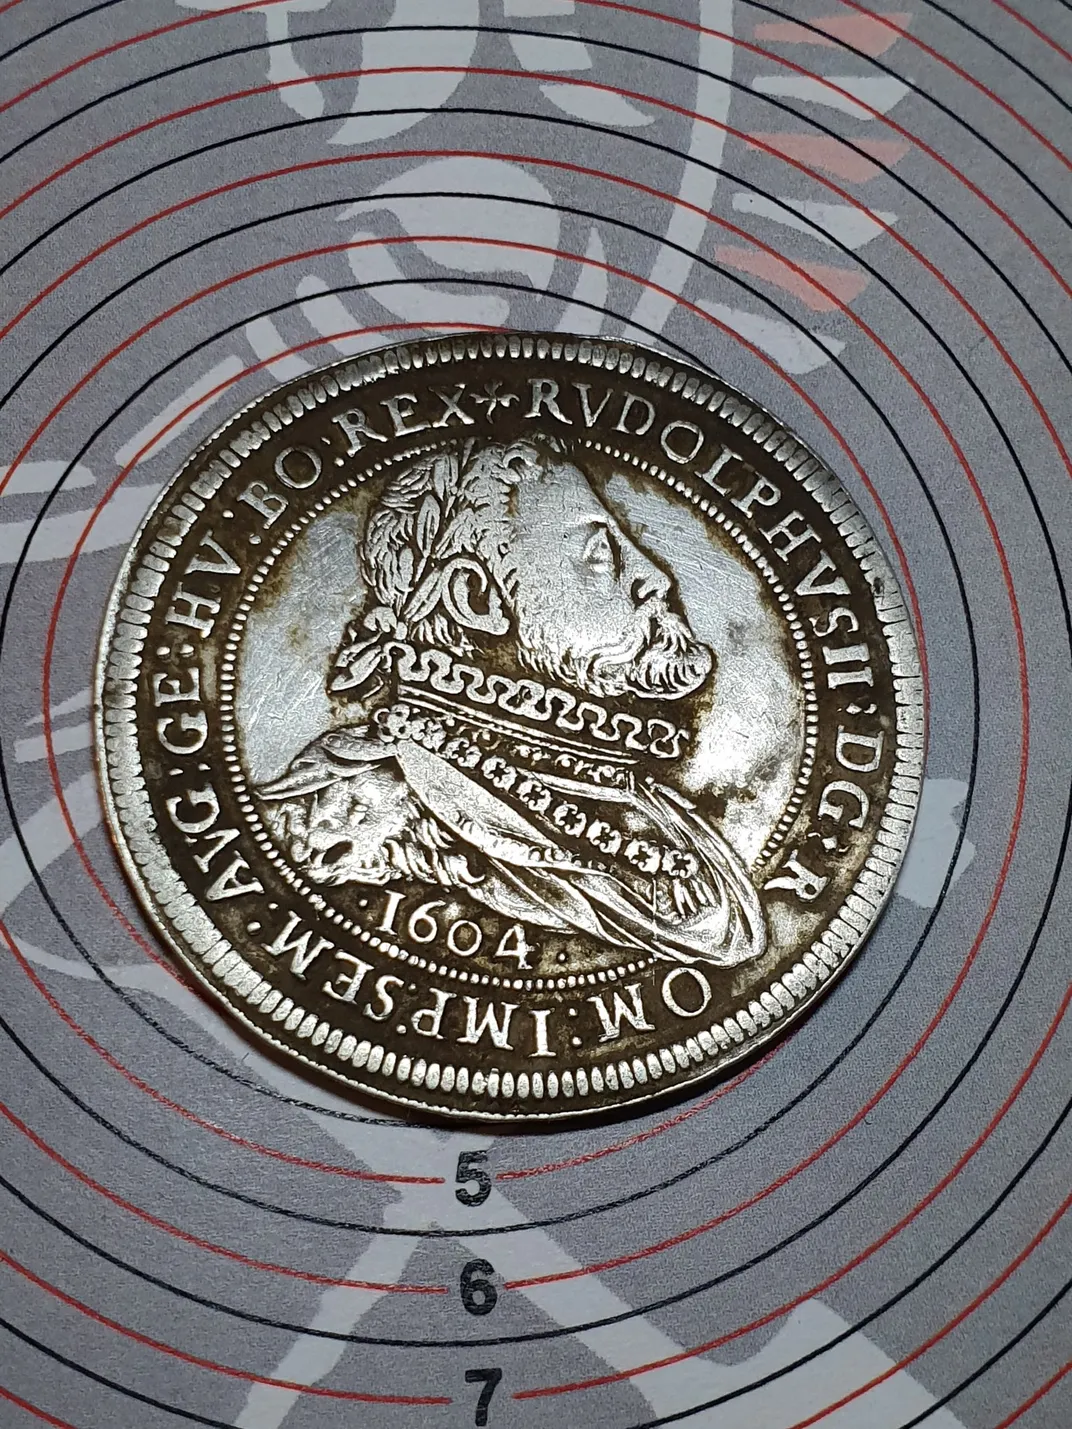 RVDOLPHVS II : D : G : R OM : IMP : SEM : AVG : GE : HV : BO : REX
· 1604 ·
5
6
7